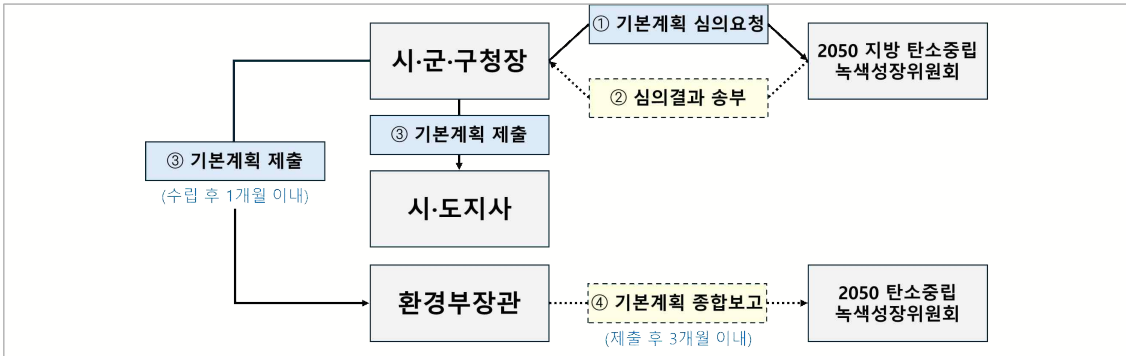 ① 기본계획 심의요청
시·군·구청장
2050 지방 탄소중립
녹색성장위원회
② 심의결과 송부
③ 기본계획 제출
③ 기본계획 제출
(수립 후 1개월 이내)
시·도지사
환경부장관
④ 기본계획 종합보고
(제출 후 3개월 이내)
2050 탄소중립
녹색성장위원회